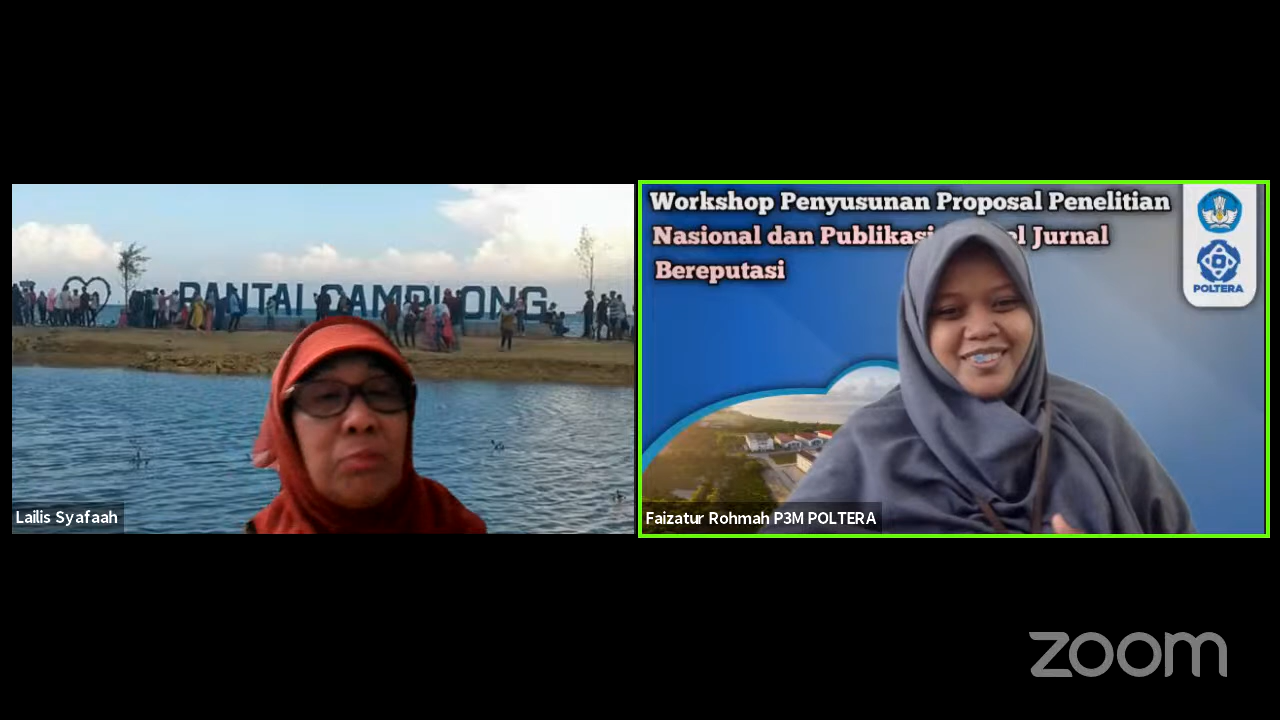 PANTAI CAMPLONG
Lailis Syafaah
Workshop Penyusunan Proposal Penelitian
Nasional dan Publikasi Jurnal
Bereputasi
POLTERA
Faizatur Rohmah P3M POLTERA
zoom